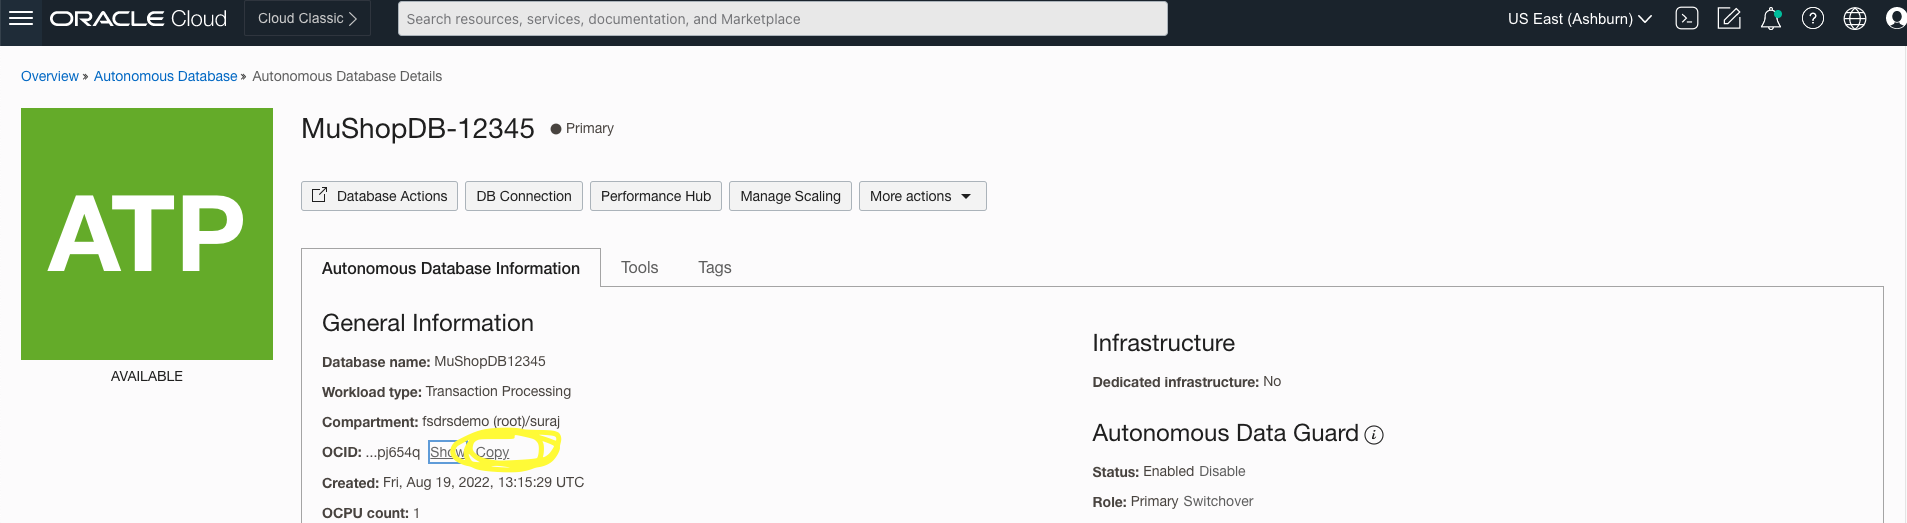 ORACLE Cloud Cloud Classic Search resources, services, documentation, and Marketplace US East (Ashburn)
Overview » Autonomous Database » Autonomous Database Details
ATP
AVAILABLE
MuShopDB-12345 Primary
Database Actions DB Connection Performance Hub Manage Scaling More actions
Autonomous Database Information Tools Tags
General Information
Database name: MuShopDB12345
Workload type: Transaction Processing
Compartment: fsdrsdemo (root)/suraj
OCID: ...pj654q Show Copy
Created: Fri, Aug 19, 2022, 13:15:29 UTC
OCPU count: 1
Infrastructure
Dedicated infrastructure: No
Autonomous Data Guard
Status: Enabled Disable
Role: Primary Switchover